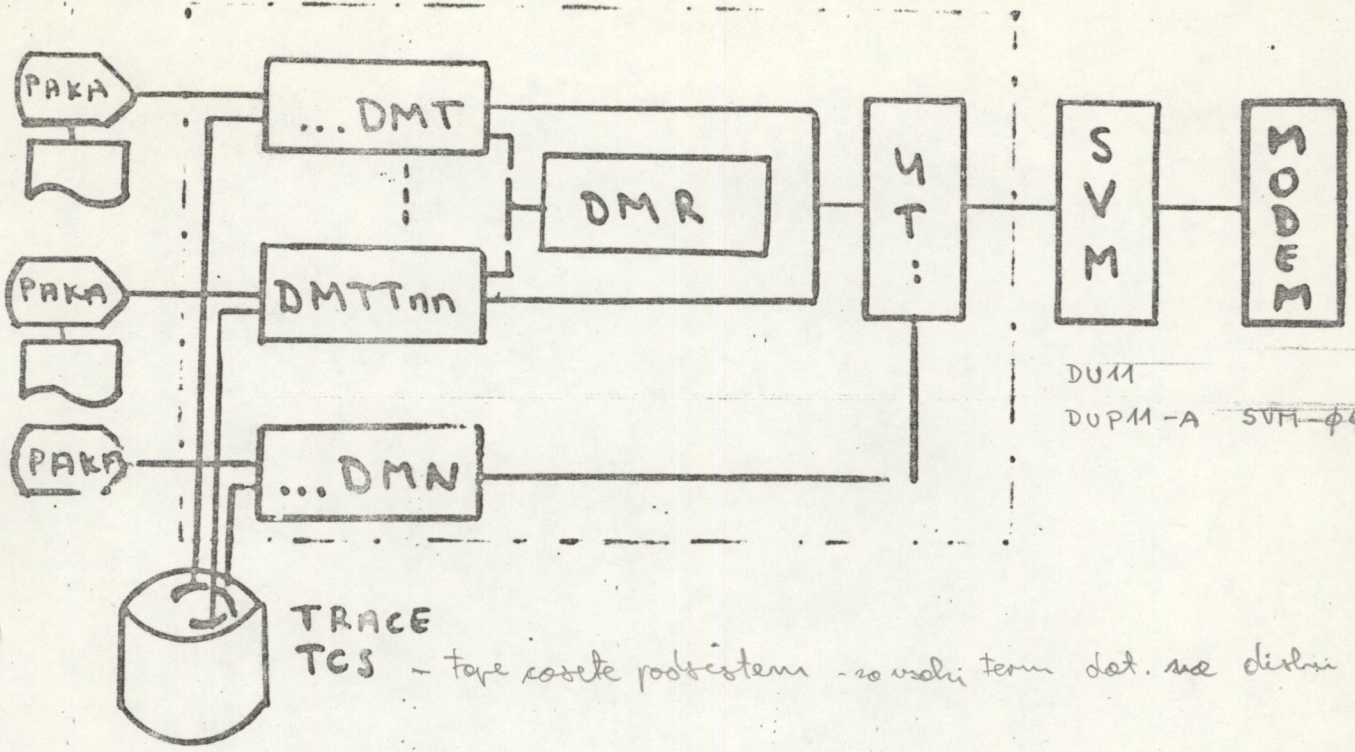 PAKA
...DMT
DMR
UT:
SVM
MODEM
PAKA
DMTTnn
DU11
DUP11-A SVM-
PAKA
...DMN
TRACE
TCS - tape casete podsistem - za vsaki term dat. na disku